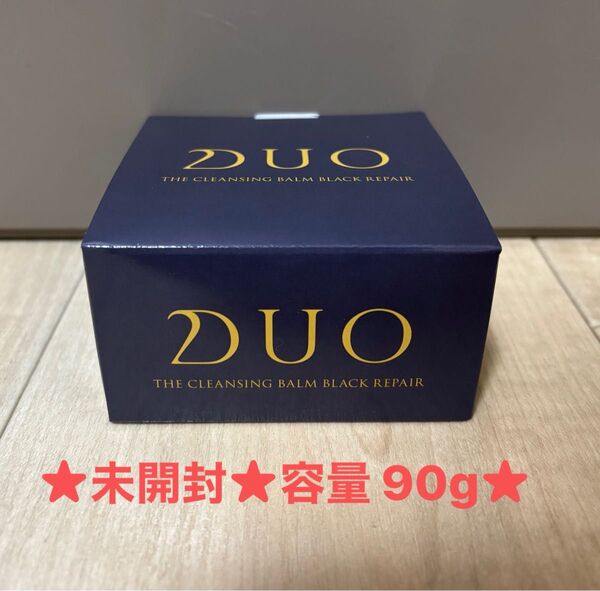 DUO
THE CLEANSING BALM BLACK REPAIR
DUO
THE CLEANSING BALM BLACK REPAIR
★未開封★容量 90g★